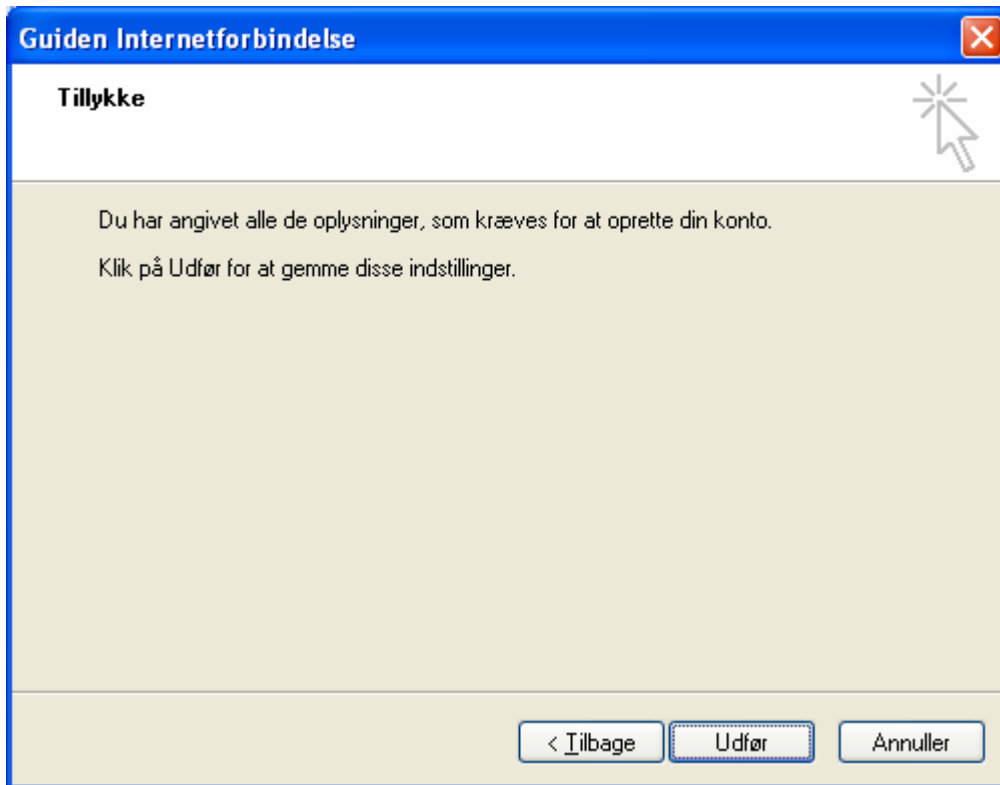 Guiden Internetforbindelse
Tillykke
Du har angivet alle de oplysninger, som kræves for at oprette din konto.
Klik på Udfør for at gemme disse indstillinger.
< Tilbage
Udfør
Annuller